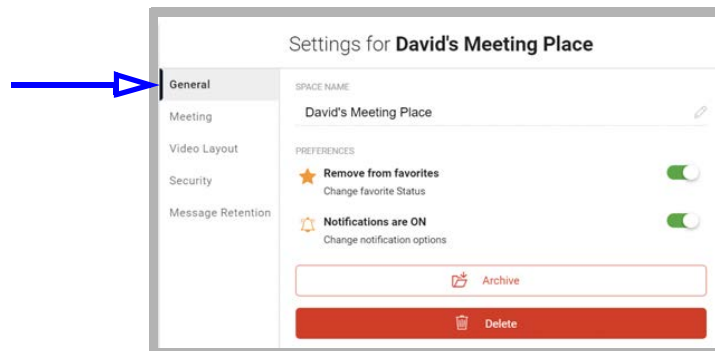 Settings for David's Meeting Place
General
Meeting
Video Layout
Security
Message Retention
SPACE NAME
David's Meeting Place
PREFERENCES
Remove from favorites
Change favorite Status
Notifications are ON
Change notification options
Archive
Delete